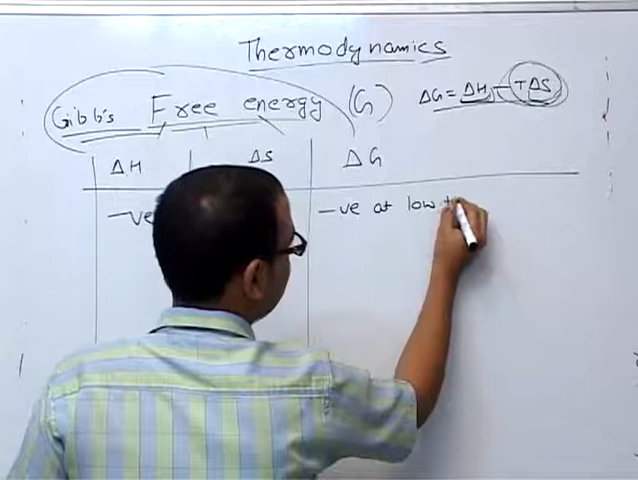 Thermodynamics
Gibb's Free energy (G) ΔG = ΔH - TΔS
ΔH ΔS ΔG
-ve -ve at low